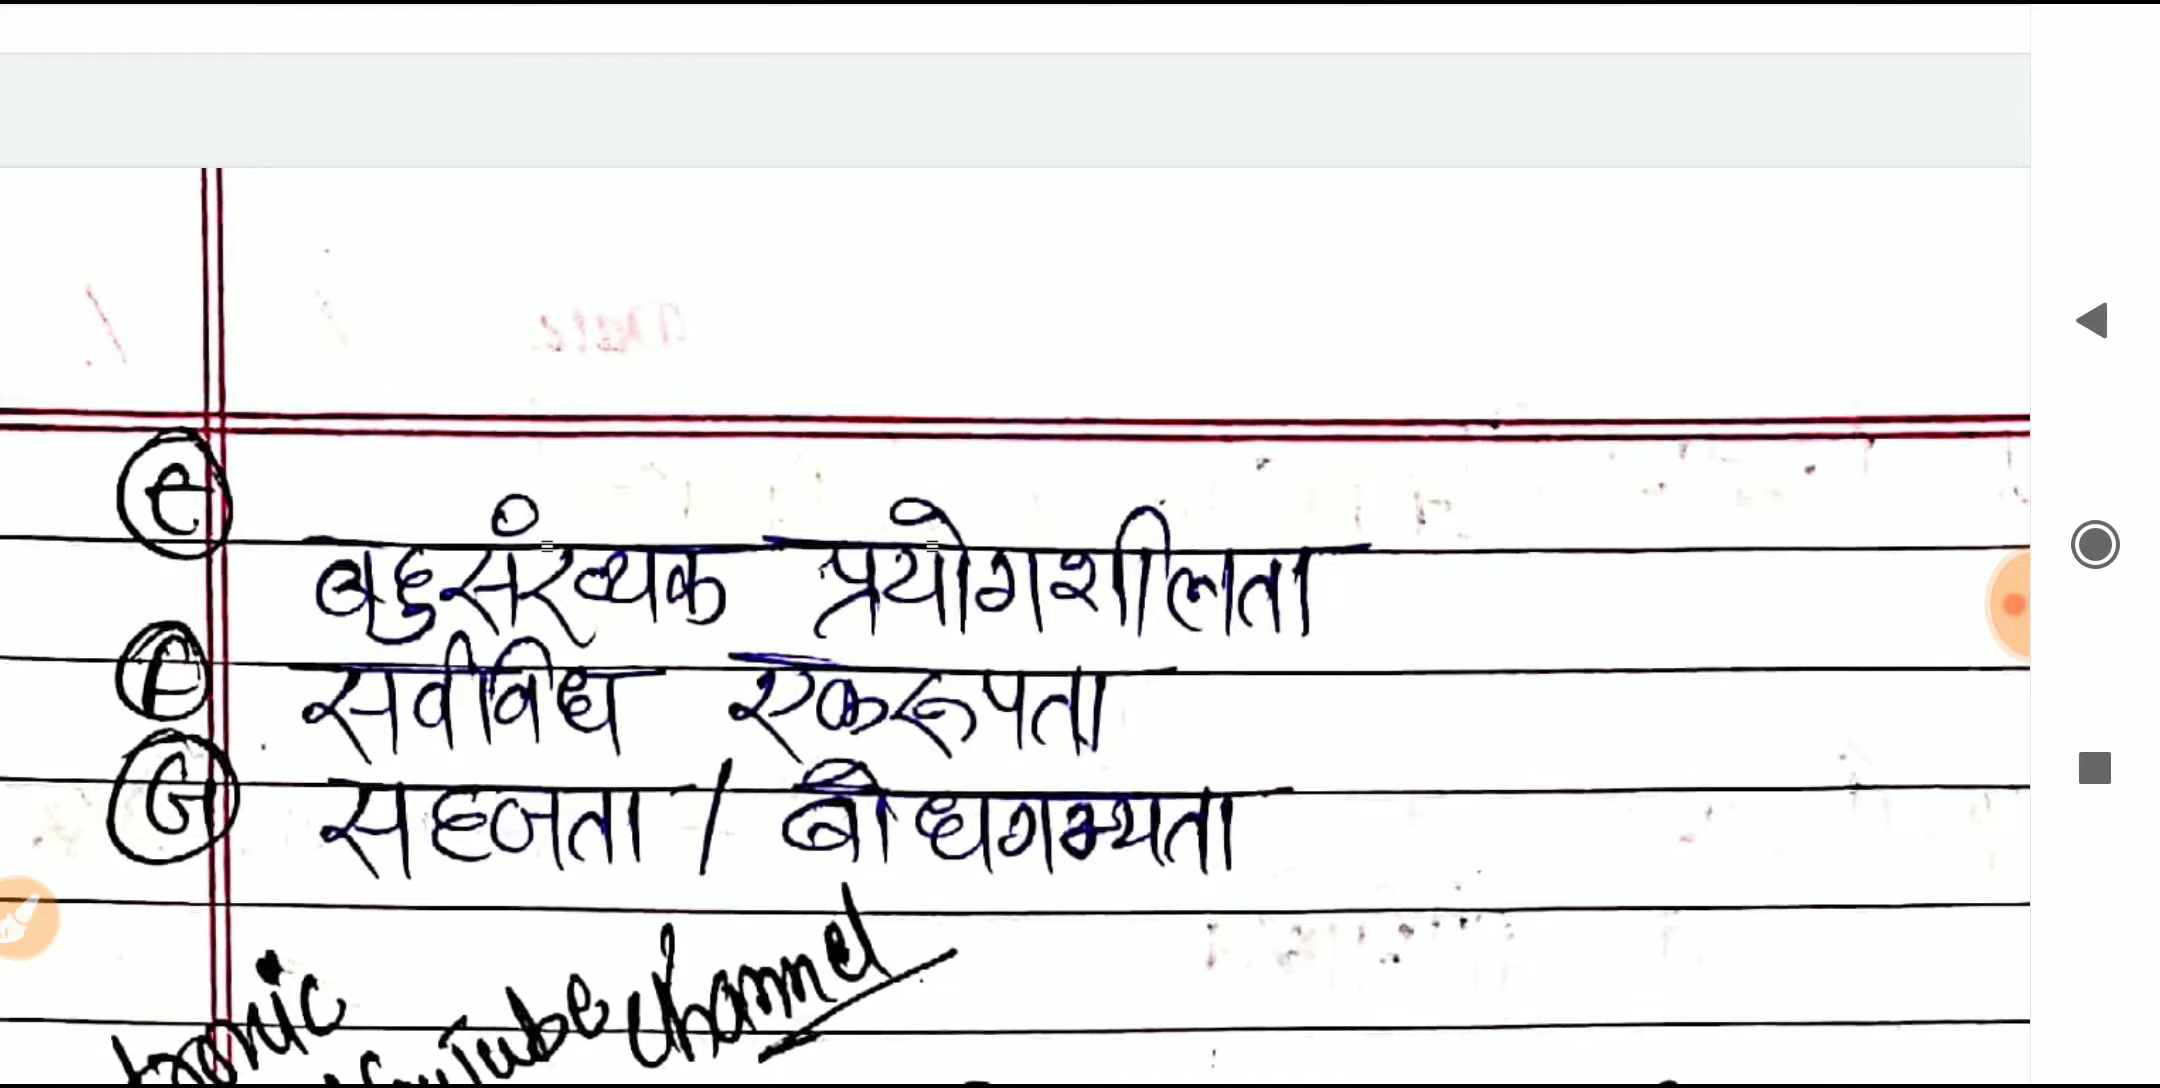 e
बहुसंख्यक प्रयोगशीलता
F
सर्वविध एकरूपता
G
सहजता / बोधगम्यता
YouTube Channel